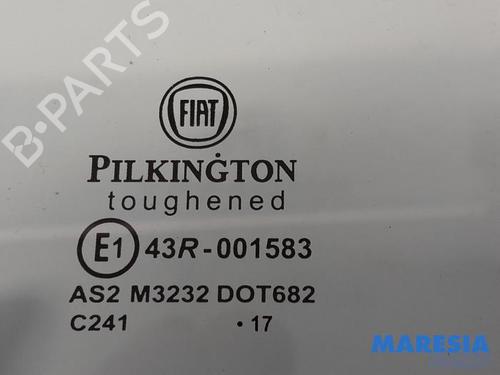 FIAT
PILKINGTON
toughened
E1 43R-001583
AS2 M3232 DOT682
C241 · 17
B-PARTS
MARESIA